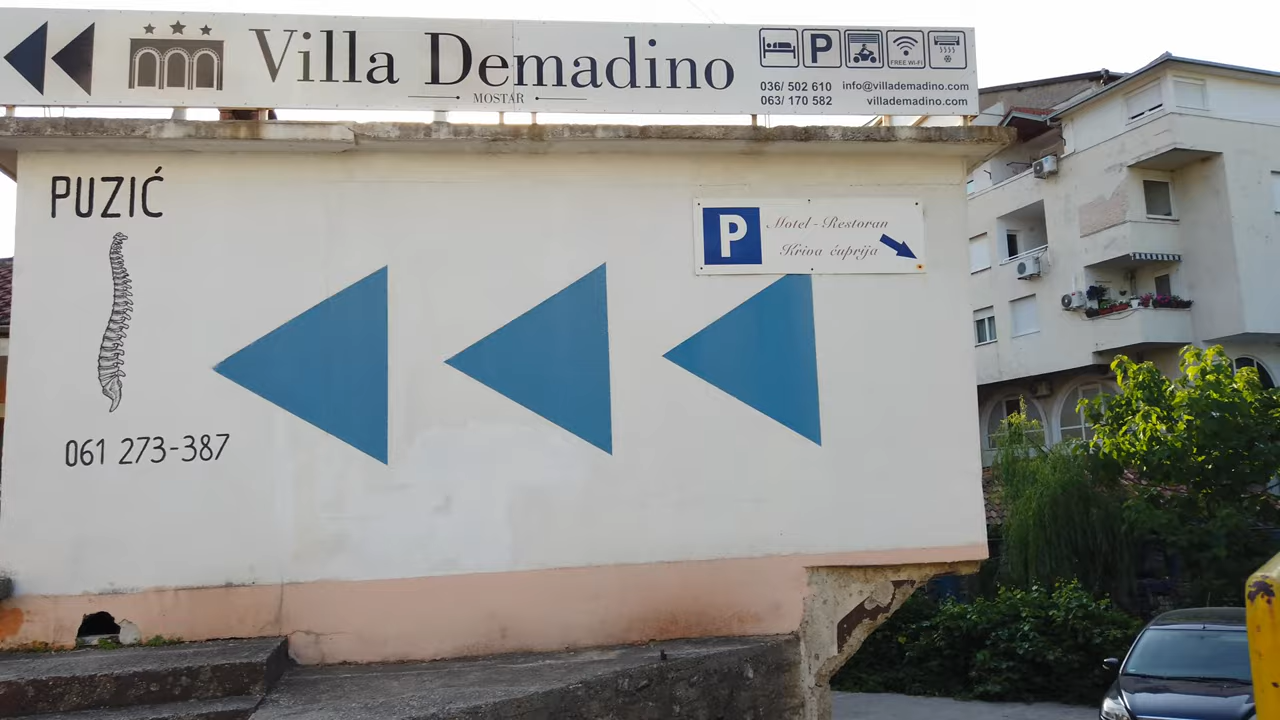 Villa Demadino
MOSTAR
P
FREE Wi-Fi
036/ 502 610 info@villademadino.com
063/ 170 582 villademadino.com
PUZIĆ
P Motel - Restoran
Kriva ćuprija
061 273-387